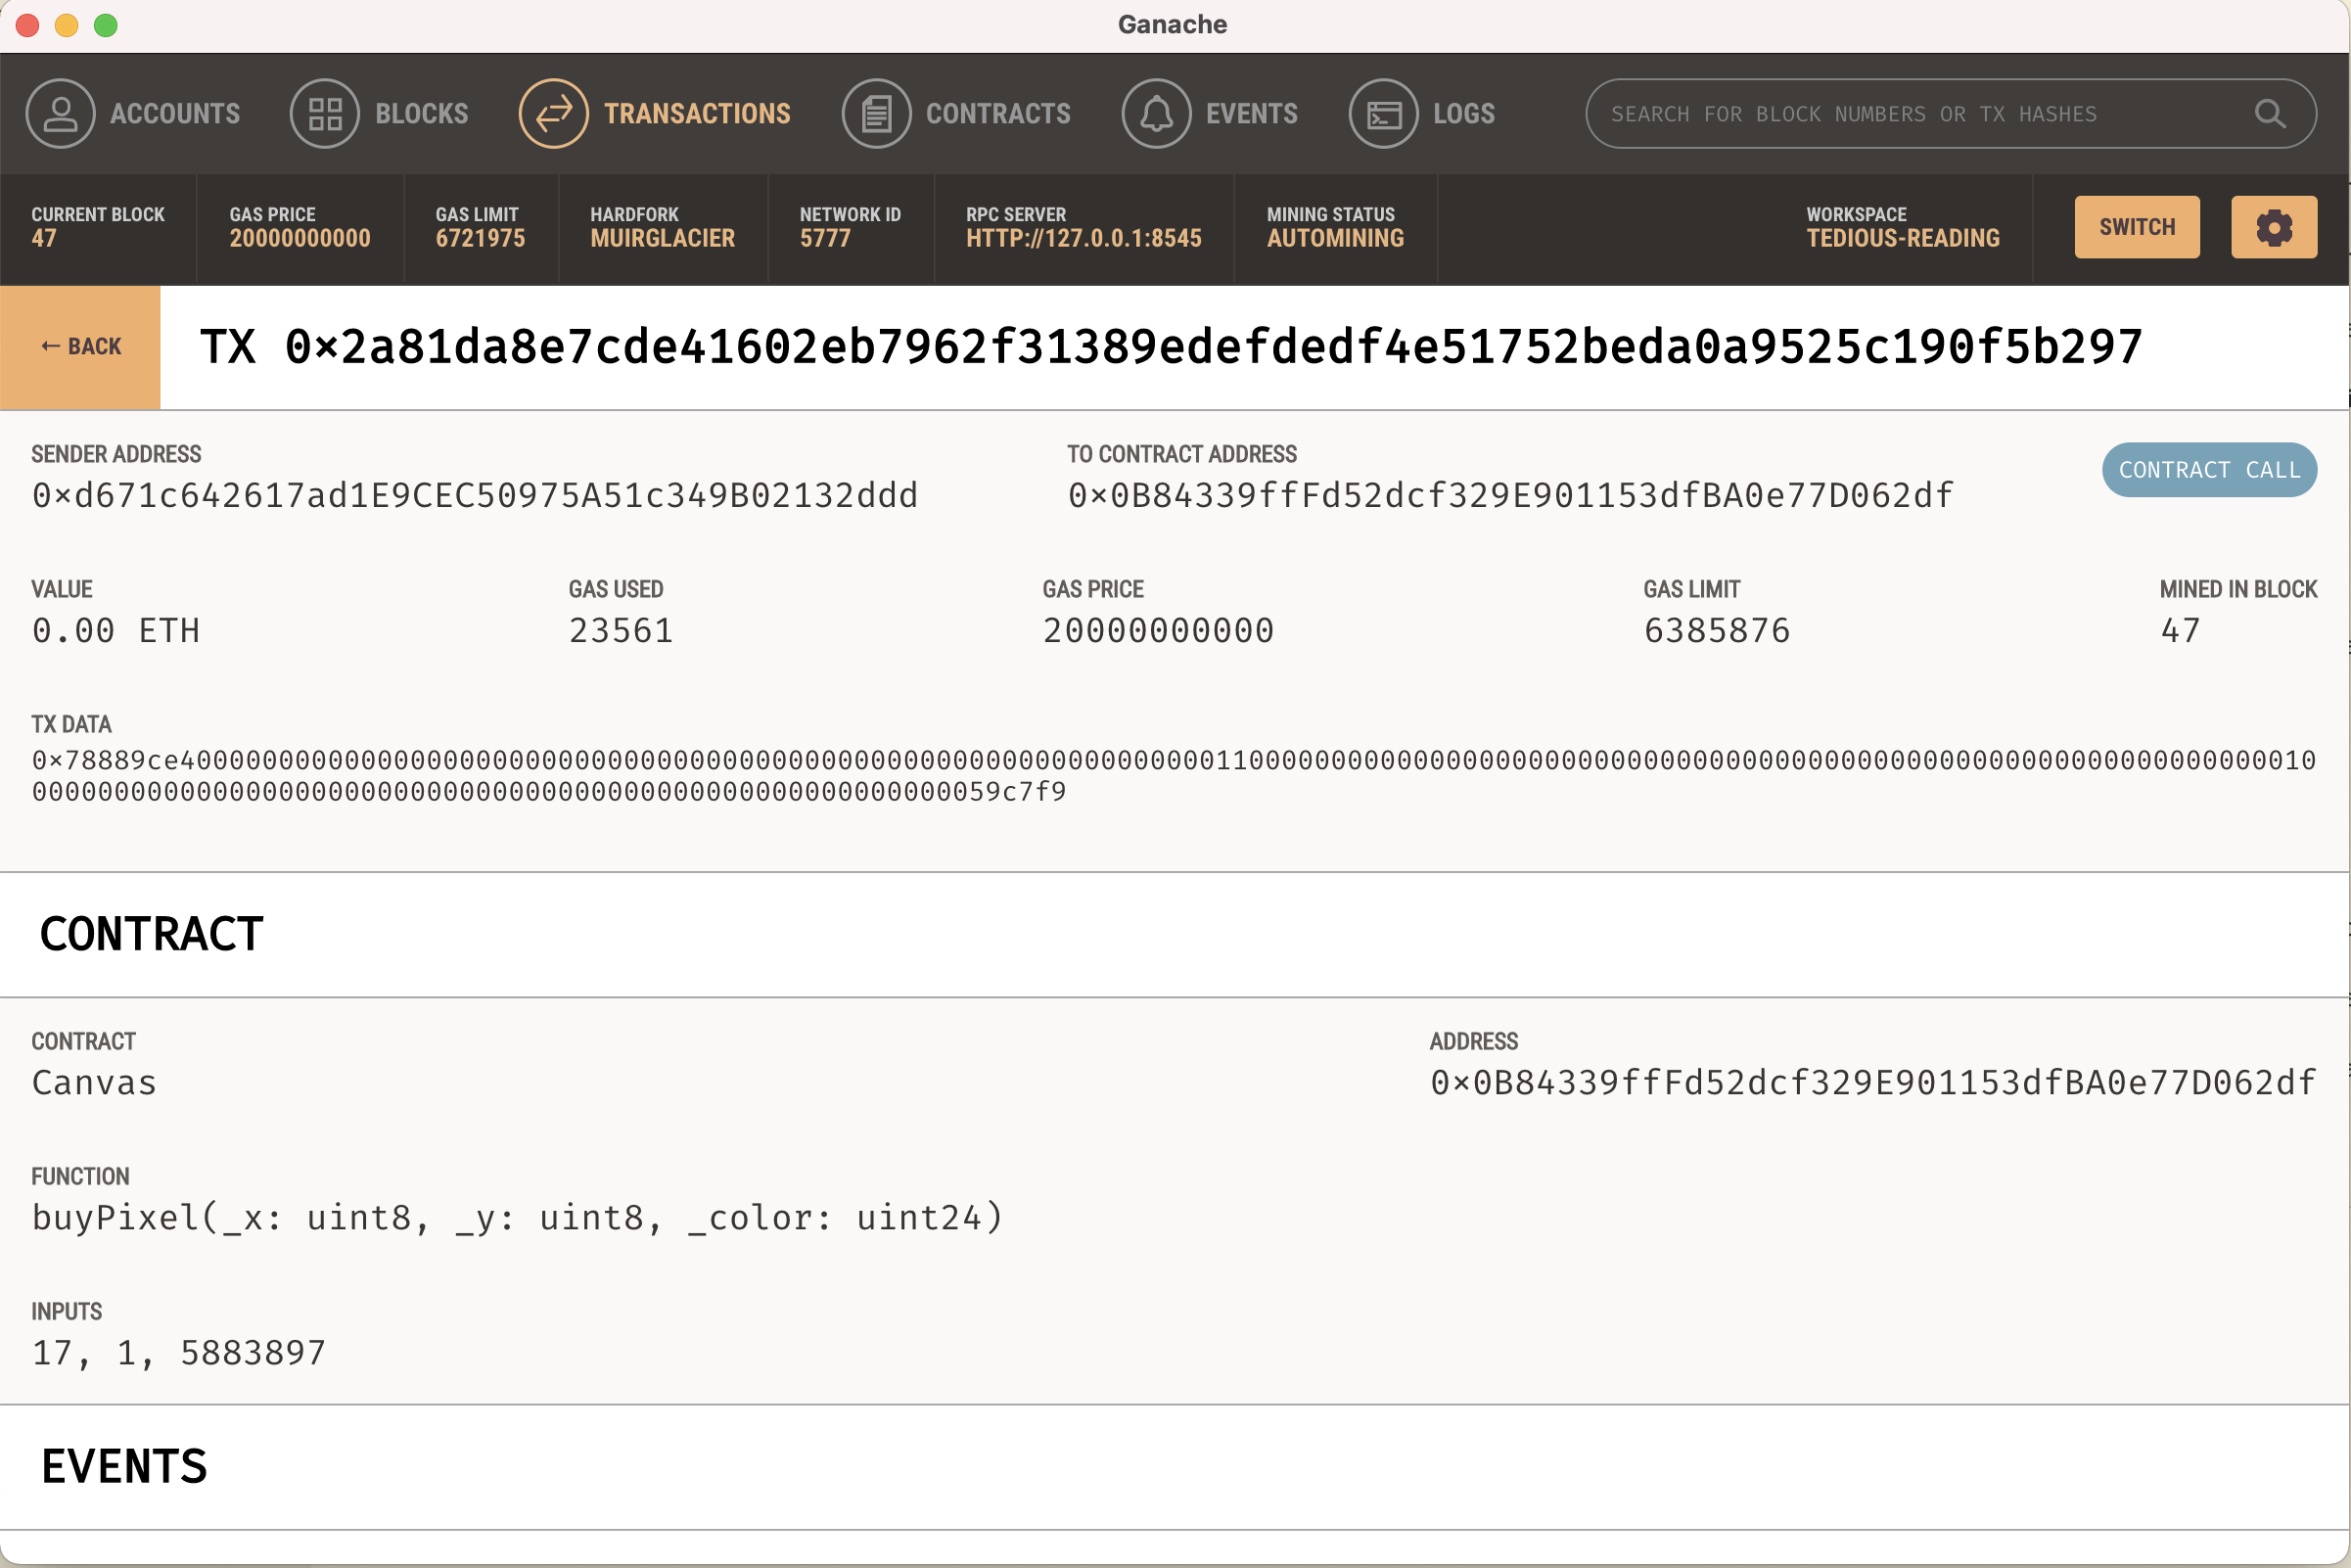 Ganache
ACCOUNTS BLOCKS TRANSACTIONS CONTRACTS EVENTS LOGS SEARCH FOR BLOCK NUMBERS OR TX HASHES
CURRENT BLOCK GAS PRICE GAS LIMIT HARDFORK NETWORK ID RPC SERVER MINING STATUS WORKSPACE
47 20000000000 6721975 MUIRGLACIER 5777 HTTP://127.0.0.1:8545 AUTOMINING TEDIOUS-READING SWITCH
← BACK TX 0×2a81da8e7cde41602eb7962f31389edefdedf4e51752beda0a9525c190f5b297
SENDER ADDRESS TO CONTRACT ADDRESS
0×d671c642617ad1E9CEC50975A51c349B02132ddd 0×0B84339ffFd52dcf329E901153dfBA0e77D062df CONTRACT CALL
VALUE GAS USED GAS PRICE GAS LIMIT MINED IN BLOCK
0.00 ETH 23561 20000000000 6385876 47
TX DATA
0×78889ce4000000000000000000000000000000000000000000000000000000000000001100000000000000000000000000000000000000000000000000000000000000010
00000000000000000000000000000000000000000000000000000000059c7f9
CONTRACT
CONTRACT ADDRESS
Canvas 0×0B84339ffFd52dcf329E901153dfBA0e77D062df
FUNCTION
buyPixel(_x: uint8, _y: uint8, _color: uint24)
INPUTS
17, 1, 5883897
EVENTS